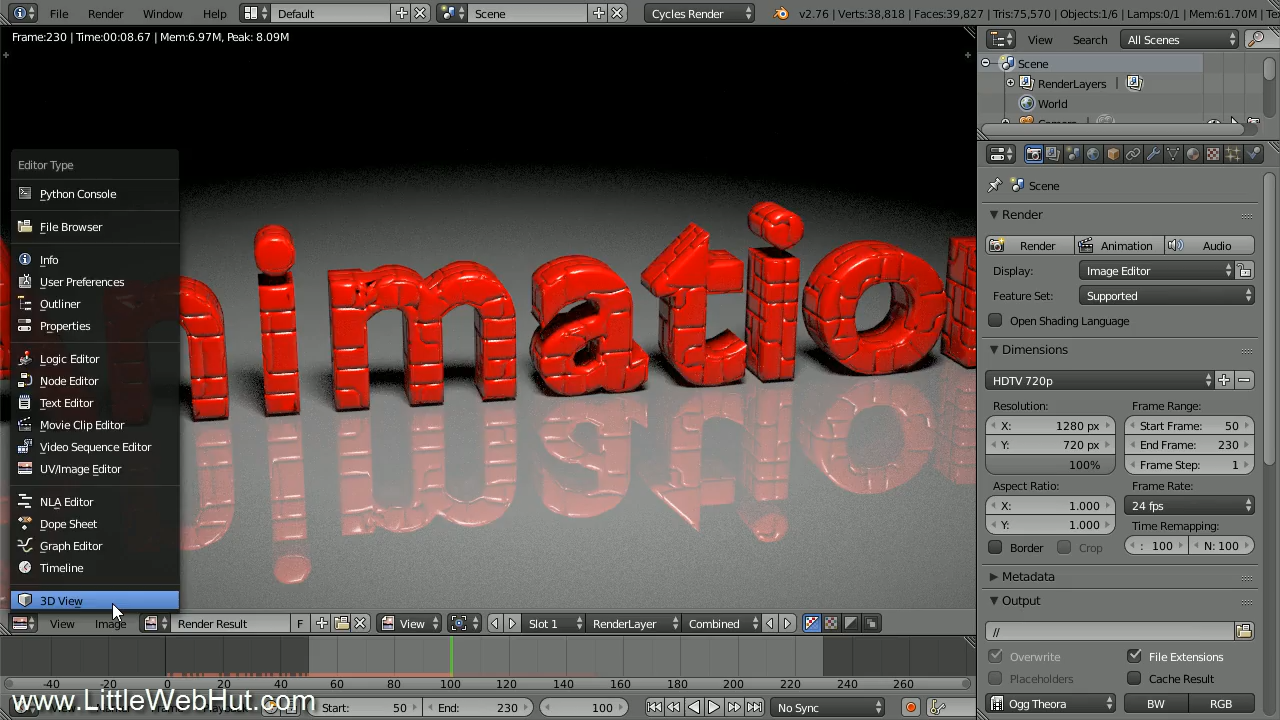 File Render Window Help Default Scene Cycles Render v2.76 | Verts:38,818 | Faces:39,827 | Tris:75,570 | Objects:1/6 | Lamps:0/1 | Mem:61.70M | Te
Frame:230 | Time:00:08.67 | Mem:6.97M, Peak: 8.09M
View Search All Scenes
Scene
RenderLayers
World
Editor Type
Python Console
File Browser
Info
User Preferences
Outliner
Properties
Logic Editor
Node Editor
Text Editor
Movie Clip Editor
Video Sequence Editor
UV/Image Editor
NLA Editor
Dope Sheet
Graph Editor
Timeline
3D View
nimation
Scene
Render
Render Animation Audio
Display: Image Editor
Feature Set: Supported
Open Shading Language
Dimensions
HDTV 720p
Resolution: Frame Range:
X: 1280 px Start Frame: 50
Y: 720 px End Frame: 230
100% Frame Step: 1
Aspect Ratio: Frame Rate:
X: 1.000 24 fps
Y: 1.000 Time Remapping:
Border Crop : 100 N: 100
Metadata
Output
//
Overwrite File Extensions
Placeholders Cache Result
Ogg Theora BW RGB
View Image Render Result F View Slot 1 RenderLayer Combined
-40 -20 0 20 40 60 80 100 120 140 160 180 200 220 240 260
Start: 50 End: 230 100 No Sync
www.LittleWebHut.com